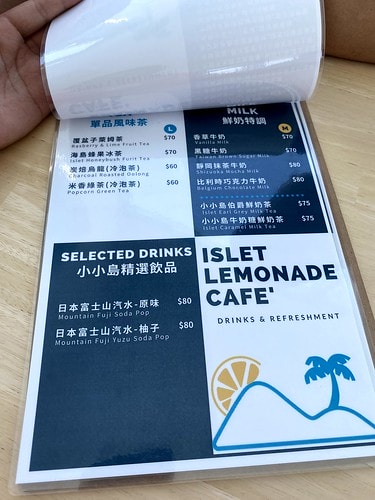 單品風味茶
L
覆盆子萊姆茶 $70
Rasberry & Lime Fruit Tea
海島蜂果冰茶 $70
Islet Honeybush Furit Tea
炭焙烏龍(冷泡茶) $60
Charcoal Roasted Oolong
米香綠茶(冷泡茶) $60
Popcorn Green Tea
MILK
鮮奶特調
M
香草牛奶 $70
Vanilla Milk
黑糖牛奶 $70
Taiwan Brown Sugar Milk
靜岡抹茶牛奶 $80
Shizuoka Mocha Milk
比利時巧克力牛奶 $80
Belgium Chocolate Milk
小小島伯爵鮮奶茶 $75
Islet Earl Grey Milk Tea
小小島牛奶糖鮮奶茶 $75
Islet Caramel Milk Tea
SELECTED DRINKS
小小島精選飲品
日本富士山汽水-原味 $80
Mountain Fuji Soda Pop
日本富士山汽水-柚子 $80
Mountain Fuji Yuzu Soda Pop
ISLET
LEMONADE
CAFE'
DRINKS & REFRESHMENT